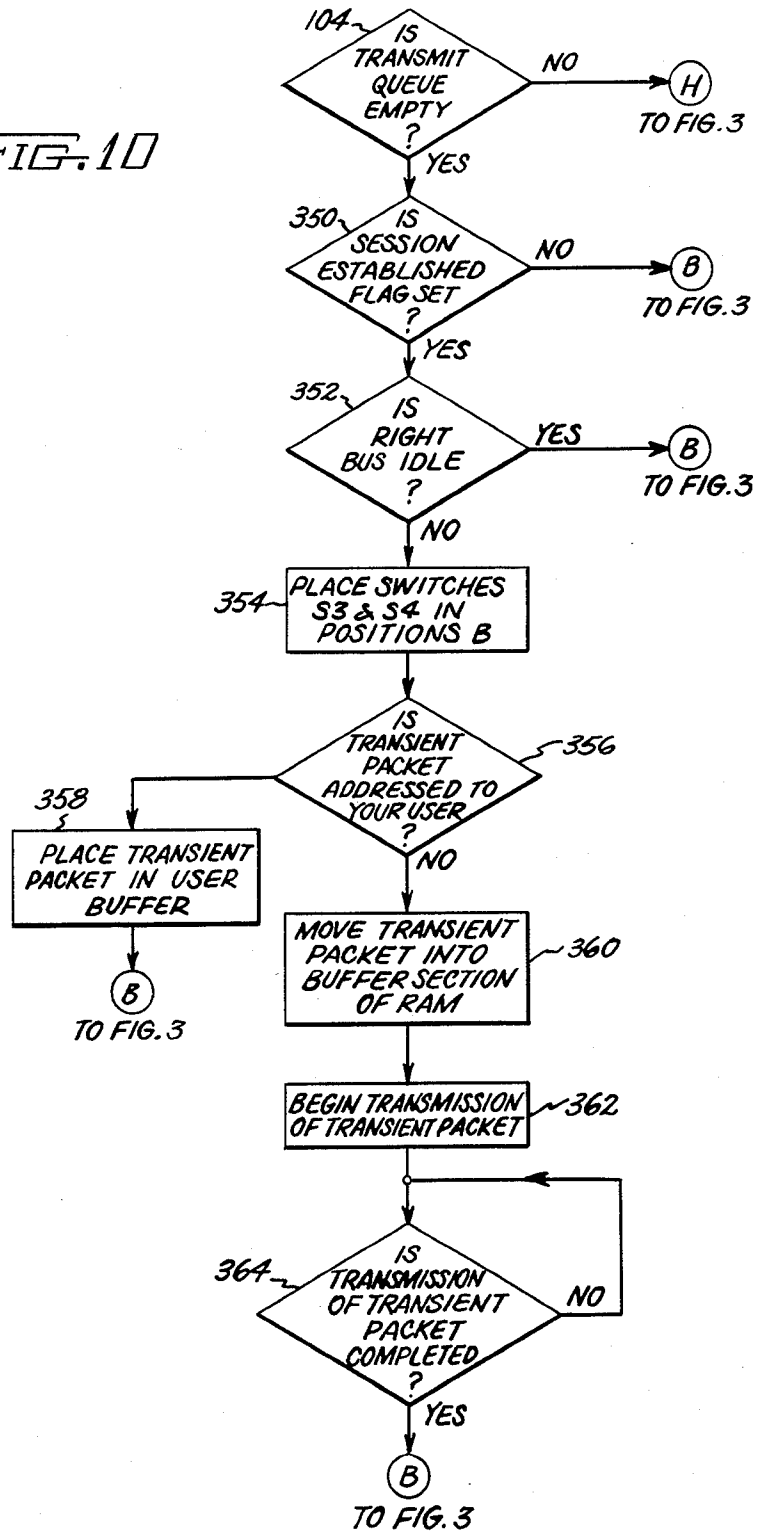 FIG. 10
104
IS
TRANSMIT
QUEUE
EMPTY
?
NO
H
TO FIG. 3
YES
350
IS
SESSION
ESTABLISHED
FLAG SET
?
NO
B
TO FIG. 3
YES
352
IS
RIGHT
BUS IDLE
?
YES
B
TO FIG. 3
NO
354
PLACE SWITCHES
S3 & S4 IN
POSITIONS B
IS
TRANSIENT
PACKET
ADDRESSED TO
YOUR USER
?
356
358
PLACE TRANSIENT
PACKET IN USER
BUFFER
B
TO FIG. 3
NO
MOVE TRANSIENT
PACKET INTO
BUFFER SECTION
OF RAM
360
BEGIN TRANSMISSION
OF TRANSIENT PACKET
362
364
IS
TRANSMISSION
OF TRANSIENT
PACKET
COMPLETED
?
NO
YES
B
TO FIG. 3